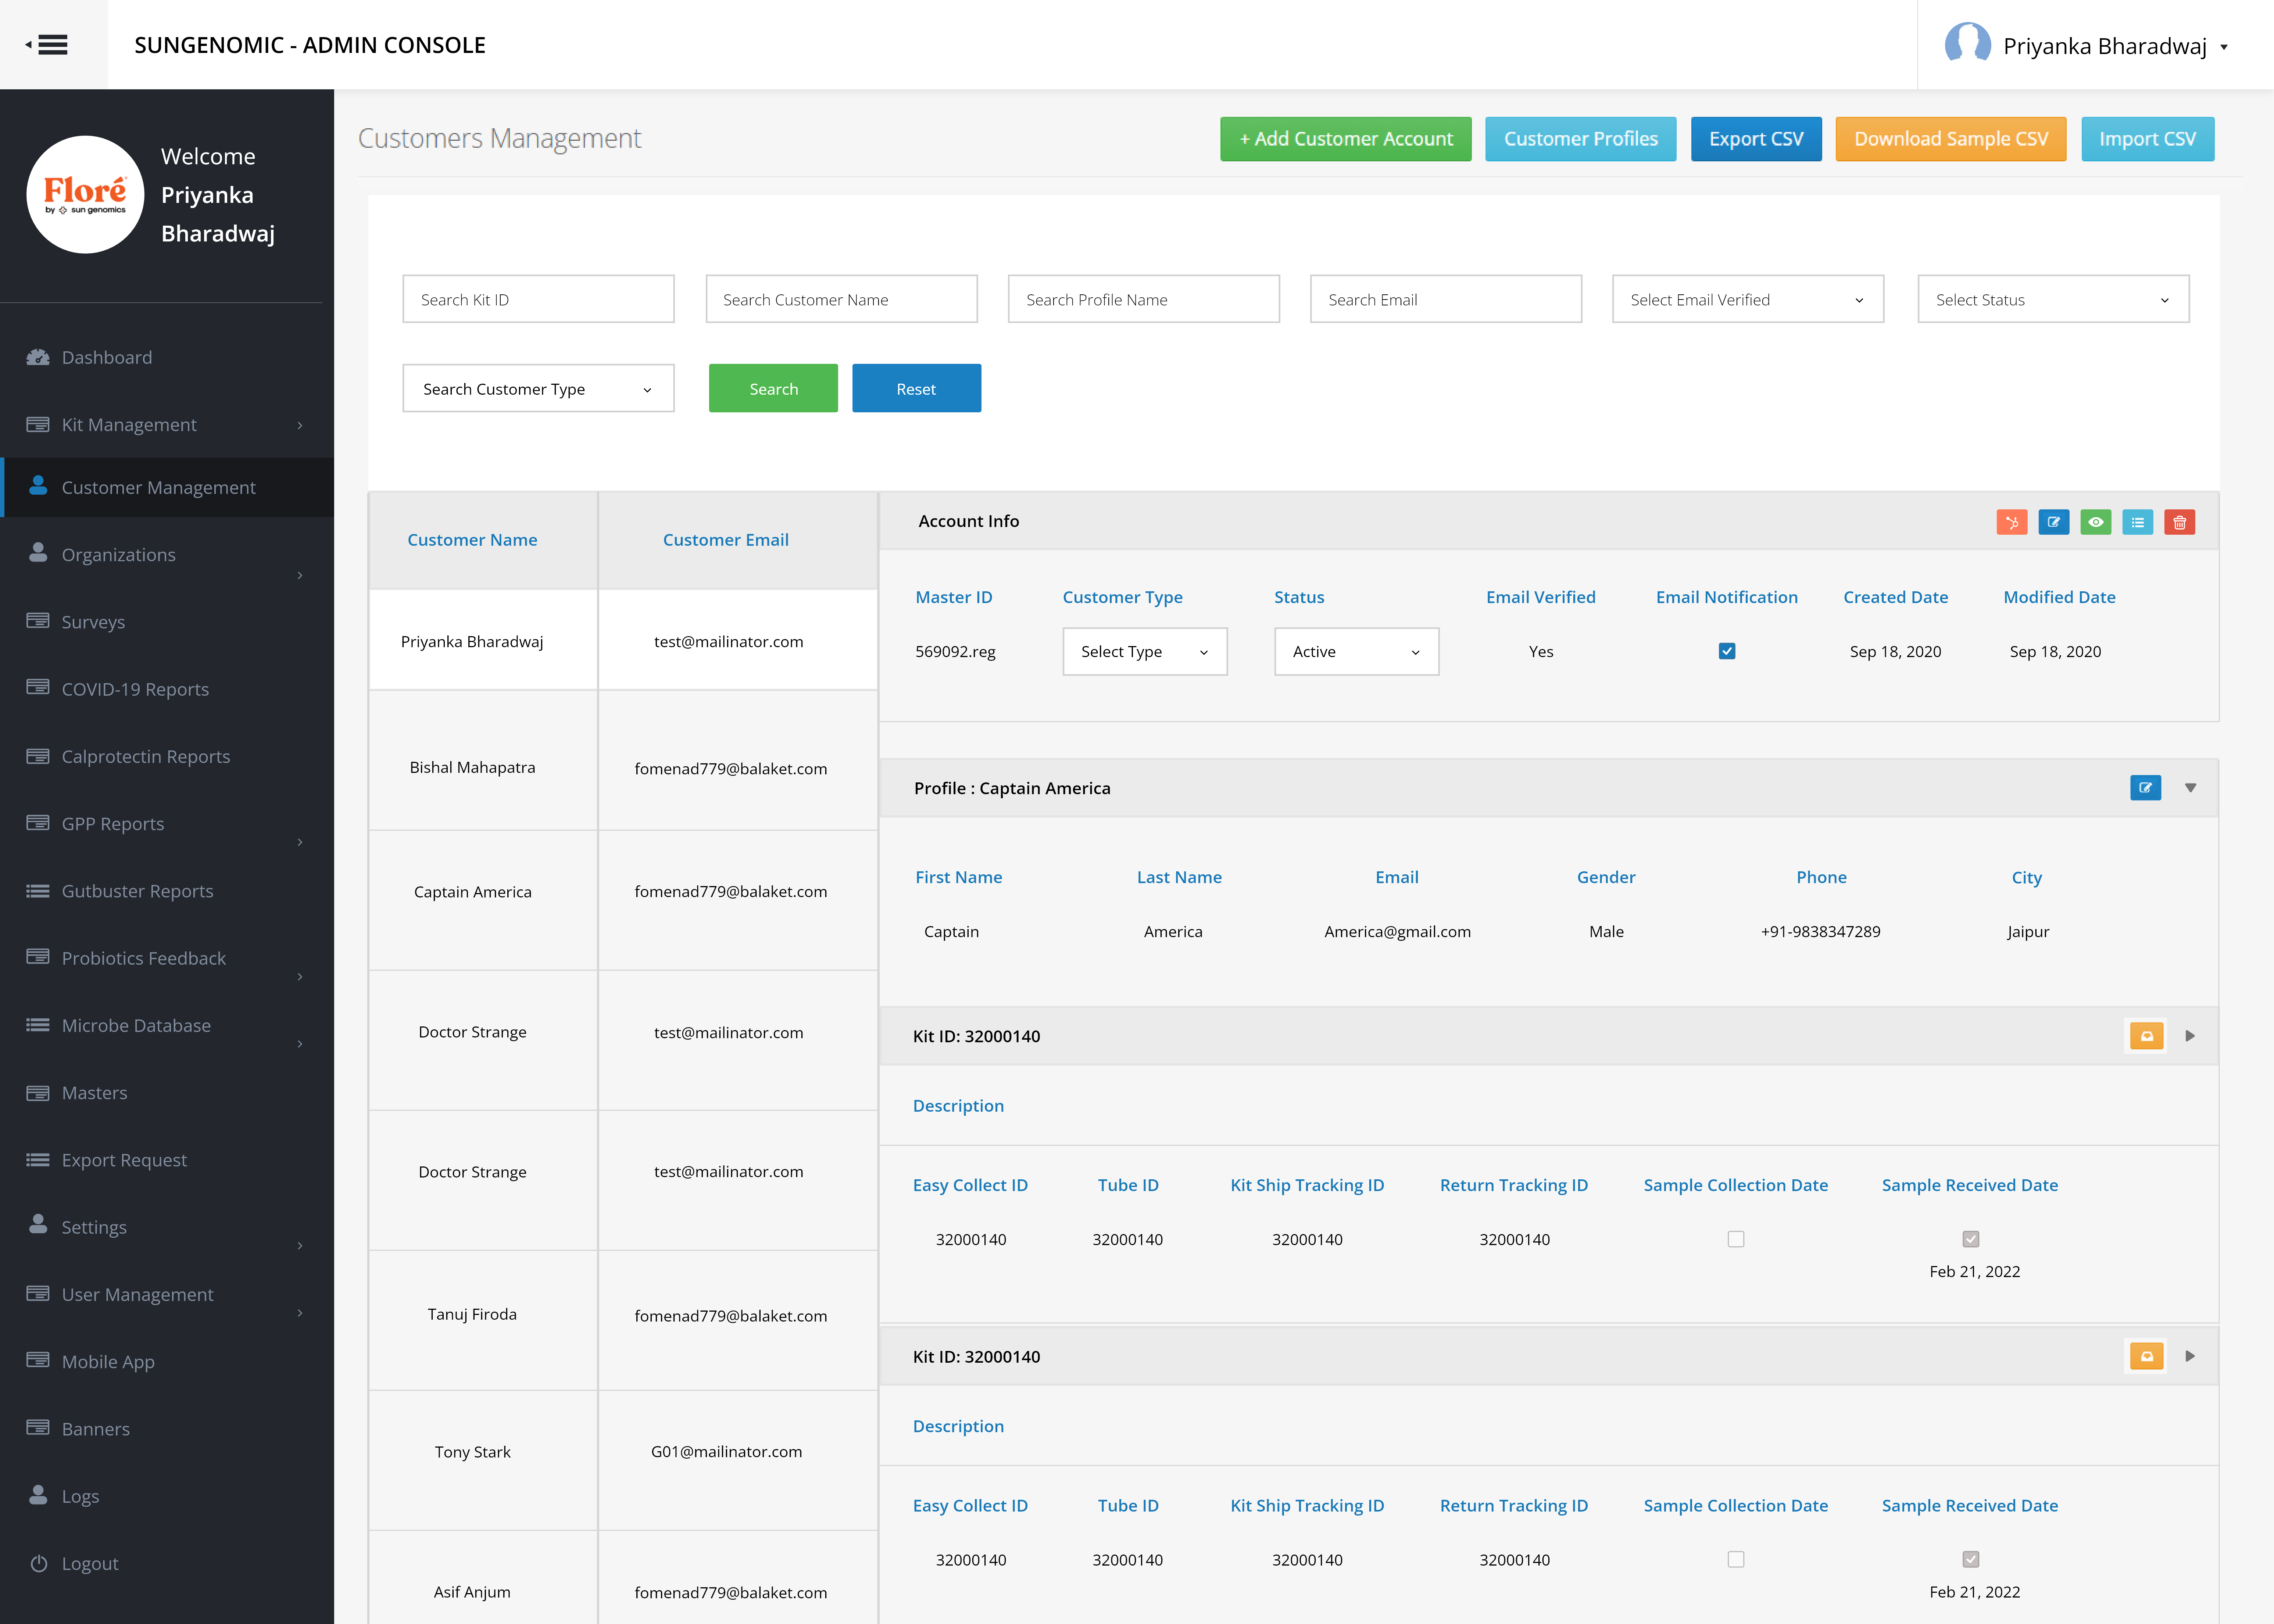 SUNGENOMIC - ADMIN CONSOLE
Priyanka Bharadwaj
Floré
by sun genomics
Welcome
Priyanka
Bharadwaj
Dashboard
Kit Management
Customer Management
Organizations
Surveys
COVID-19 Reports
Calprotectin Reports
GPP Reports
Gutbuster Reports
Probiotics Feedback
Microbe Database
Masters
Export Request
Settings
User Management
Mobile App
Banners
Logs
Logout
Customers Management
+ Add Customer Account
Customer Profiles
Export CSV
Download Sample CSV
Import CSV
Search Kit ID
Search Customer Name
Search Profile Name
Search Email
Select Email Verified
Select Status
Search Customer Type
Search
Reset
Customer Name Customer Email
Priyanka Bharadwaj test@mailinator.com
Bishal Mahapatra fomenad779@balaket.com
Captain America fomenad779@balaket.com
Doctor Strange test@mailinator.com
Doctor Strange test@mailinator.com
Tanuj Firoda fomenad779@balaket.com
Tony Stark G01@mailinator.com
Asif Anjum fomenad779@balaket.com
Account Info
Master ID Customer Type Status Email Verified Email Notification Created Date Modified Date
569092.reg Select Type Active Yes Sep 18, 2020 Sep 18, 2020
Profile : Captain America
First Name Last Name Email Gender Phone City
Captain America America@gmail.com Male +91-9838347289 Jaipur
Kit ID: 32000140
Description
Easy Collect ID Tube ID Kit Ship Tracking ID Return Tracking ID Sample Collection Date Sample Received Date
32000140 32000140 32000140 32000140
Feb 21, 2022
Kit ID: 32000140
Description
Easy Collect ID Tube ID Kit Ship Tracking ID Return Tracking ID Sample Collection Date Sample Received Date
32000140 32000140 32000140 32000140
Feb 21, 2022